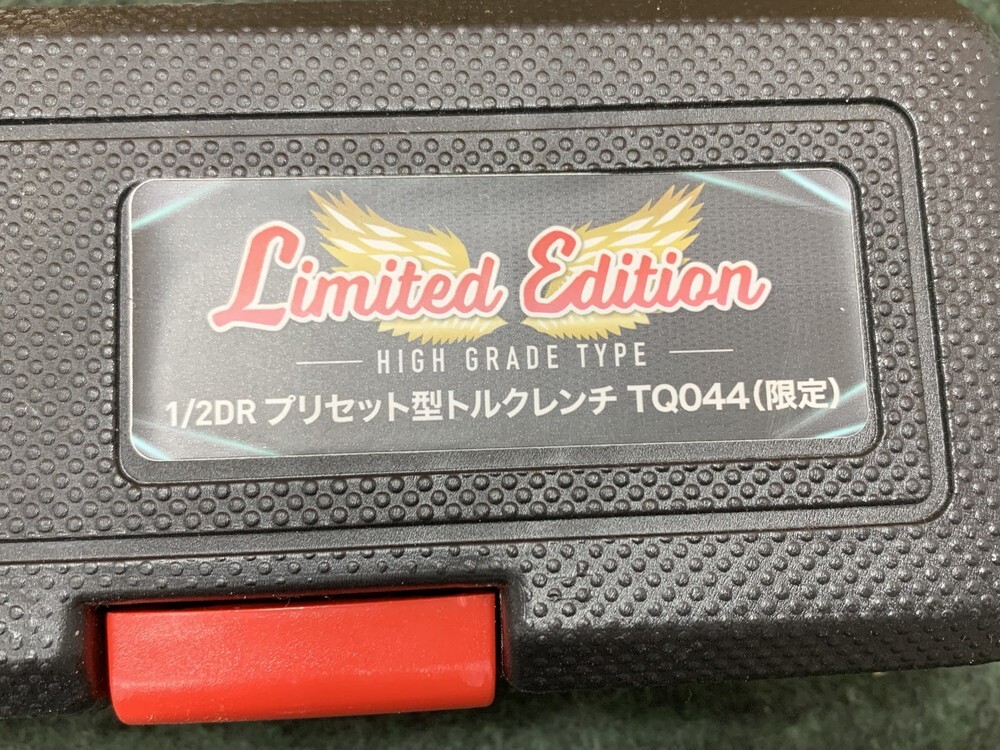 Limited Edition
HIGH GRADE TYPE
1/2DR プリセット型トルクレンチ TQ044(限定)